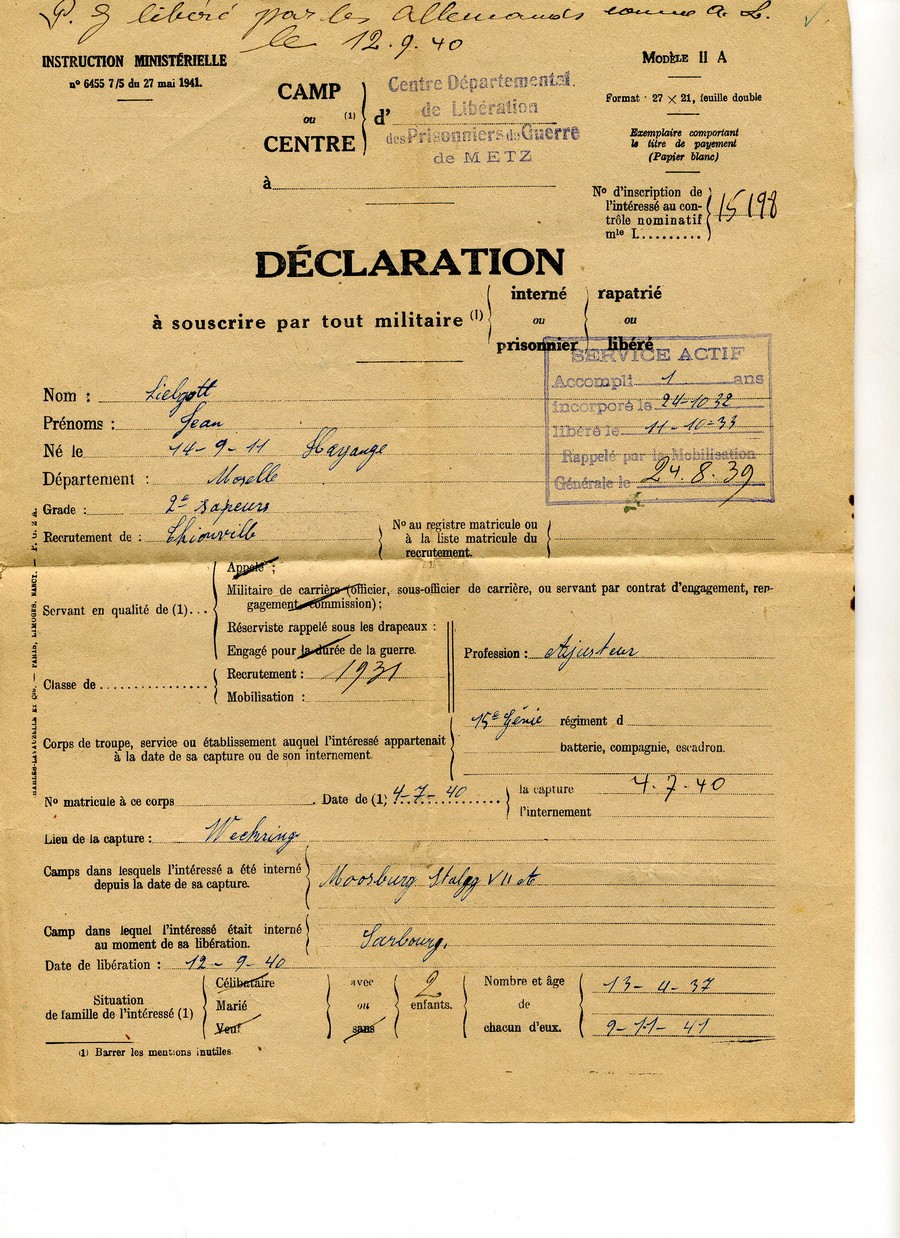 P. G libéré par les Allemands comme A. L.
le 12.9.40
INSTRUCTION MINISTÉRIELLE
nº 6455 7/5 du 27 mai 1941.
MODÈLE II A
Format · 27 × 21, feuille double
Exemplaire comportant
le titre de payement
(Papier blanc)
CAMP
ou (1)
CENTRE
d'
Centre Départemental
de Libération
des Prisonniers de Guerre
de METZ
à
Nº d'inscription de
l'intéressé au con-
trôle nominatif
mle I.......... 15198
DÉCLARATION
à souscrire par tout militaire (1)
interné
ou
prisonnier
rapatrié
ou
libéré
SERVICE ACTIF
Accompli 1 ans
incorporé le 24-10-32
libéré le 11-10-33
Rappelé par la Mobilisation
Générale le 24.8.39
Nom : Lielgott
Prénoms : Jean
Né le 14-9-11 Hayange
Département : Moselle
Grade : 2e sapeurs
Recrutement de : Thionville
Nº au registre matricule ou
à la liste matricule du
recrutement.
Servant en qualité de (1)...
Appelé ;
Militaire de carrière (officier, sous-officier de carrière, ou servant par contrat d'engagement, ren-
gagement, commission) ;
Réserviste rappelé sous les drapeaux :
Engagé pour la durée de la guerre.
Classe de ................
Recrutement : 1931
Mobilisation :
Profession : Ajusteur
Corps de troupe, service ou établissement auquel l'intéressé appartenait
à la date de sa capture ou de son internement.
15e Génie régiment d
batterie, compagnie, escadron.
Nº matricule à ce corps
Date de (1) 4-7-40
la capture 4.7.40
l'internement
Lieu de la capture : Wechring
Camps dans lesquels l'intéressé a été interné
depuis la date de sa capture.
Moosburg Stalag VII A
Camp dans lequel l'intéressé était interné
au moment de sa libération.
Sarbourg.
Date de libération : 12-9-40
Situation
de famille de l'intéressé (1)
Célibataire
Marié
Veuf
avec
ou
sans
2
enfants.
Nombre et âge
de
chacun d'eux.
13-4-37
9-11-41
(1) Barrer les mentions inutiles.
CHARLES-LAVAUZELLE ET Cie. — PARIS, LIMOGES, NANCY.